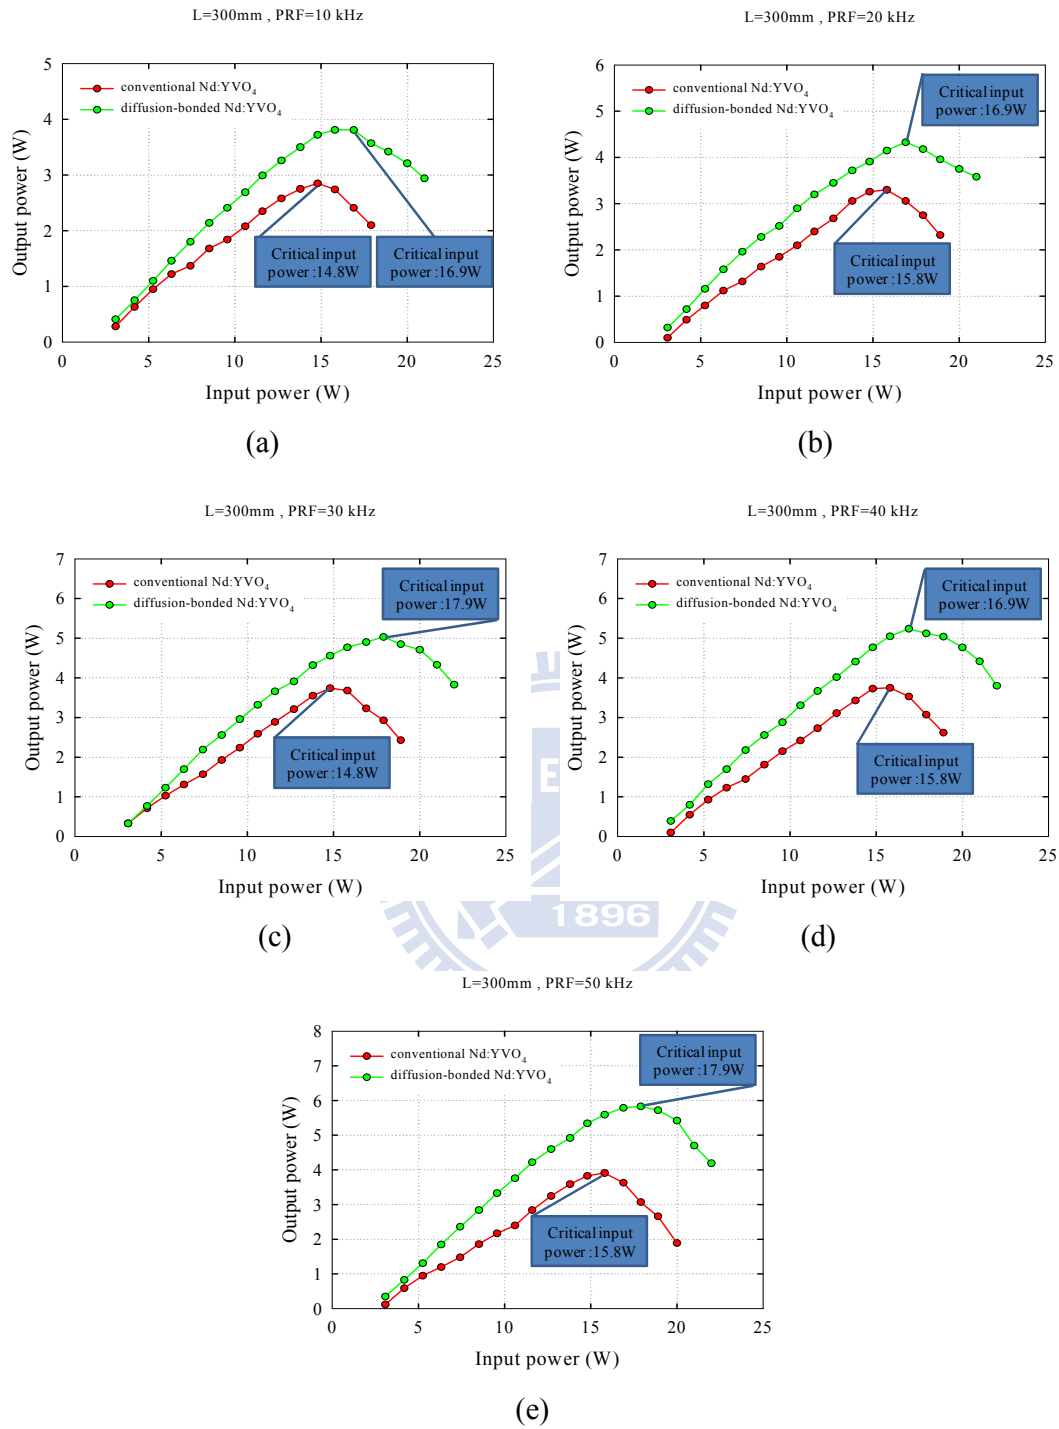 L=300mm , PRF=10 kHz
5
4
3
2
1
0
0 5 10 15 20 25
Output power (W)
Input power (W)
conventional Nd:YVO4
diffusion-bonded Nd:YVO4
Critical input
power :14.8W
Critical input
power :16.9W
(a)
L=300mm , PRF=20 kHz
6
5
4
3
2
1
0
0 5 10 15 20 25
Output power (W)
Input power (W)
conventional Nd:YVO4
diffusion-bonded Nd:YVO4
Critical input
power :16.9W
Critical input
power :15.8W
(b)
L=300mm , PRF=30 kHz
7
6
5
4
3
2
1
0
0 5 10 15 20 25
Output power (W)
Input power (W)
conventional Nd:YVO4
diffusion-bonded Nd:YVO4
Critical input
power :17.9W
Critical input
power :14.8W
(c)
L=300mm , PRF=40 kHz
7
6
5
4
3
2
1
0
0 5 10 15 20 25
Output power (W)
Input power (W)
conventional Nd:YVO4
diffusion-bonded Nd:YVO4
Critical input
power :16.9W
Critical input
power :15.8W
(d)
E
1896
L=300mm , PRF=50 kHz
8
7
6
5
4
3
2
1
0
0 5 10 15 20 25
Output power (W)
Input power (W)
conventional Nd:YVO4
diffusion-bonded Nd:YVO4
Critical input
power :17.9W
Critical input
power :15.8W
(e)